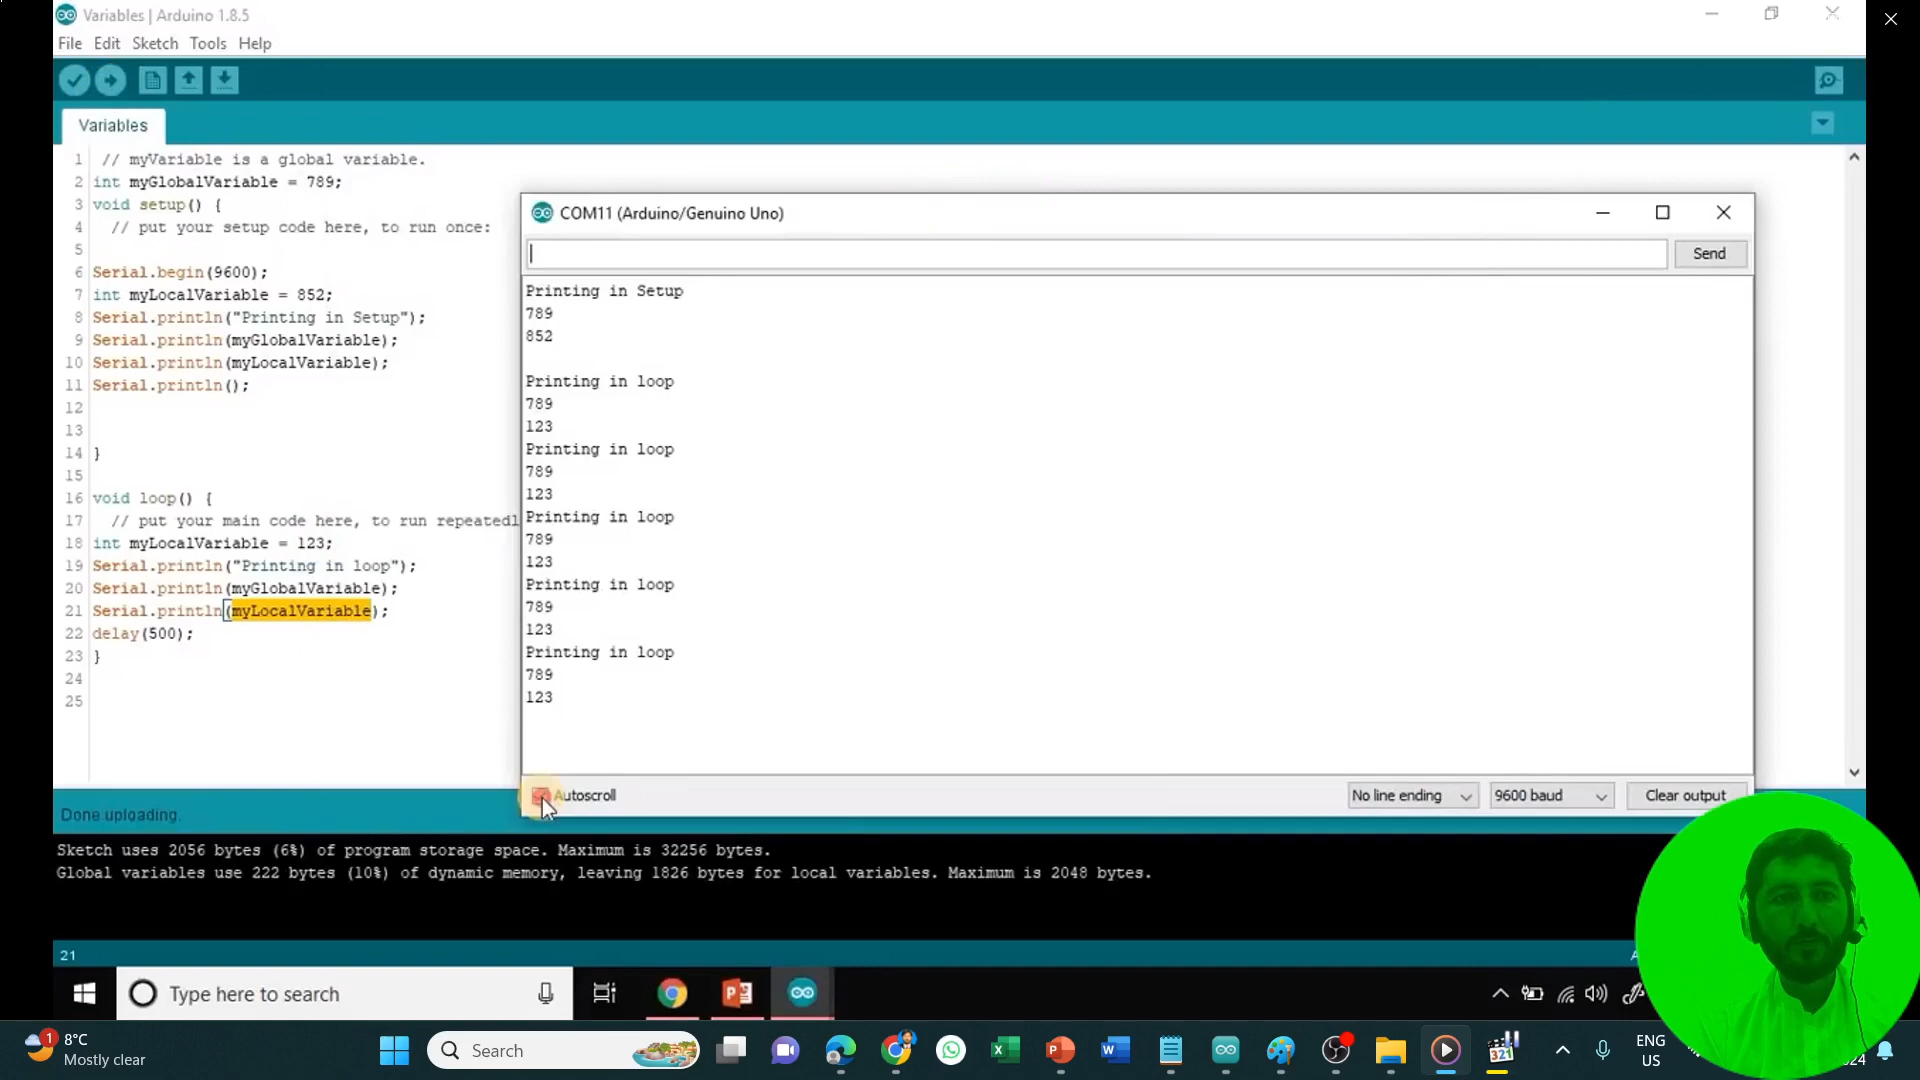 Variables | Arduino 1.8.5
File Edit Sketch Tools Help
Variables
1 // myVariable is a global variable.
2 int myGlobalVariable = 789;
3 void setup() {
4 // put your setup code here, to run once:
5
6 Serial.begin(9600);
7 int myLocalVariable = 852;
8 Serial.println("Printing in Setup");
9 Serial.println(myGlobalVariable);
10 Serial.println(myLocalVariable);
11 Serial.println();
12
13
14 }
15
16 void loop() {
17 // put your main code here, to run repeatedl
18 int myLocalVariable = 123;
19 Serial.println("Printing in loop");
20 Serial.println(myGlobalVariable);
21 Serial.println(myLocalVariable);
22 delay(500);
23 }
24
25
COM11 (Arduino/Genuino Uno)
Send
Printing in Setup
789
852
Printing in loop
789
123
Printing in loop
789
123
Printing in loop
789
123
Printing in loop
789
123
Printing in loop
789
123
Autoscroll
No line ending
9600 baud
Clear output
Done uploading.
Sketch uses 2056 bytes (6%) of program storage space. Maximum is 32256 bytes.
Global variables use 222 bytes (10%) of dynamic memory, leaving 1826 bytes for local variables. Maximum is 2048 bytes.
21
Type here to search
1
8°C
Mostly clear
Search
321
ENG
US